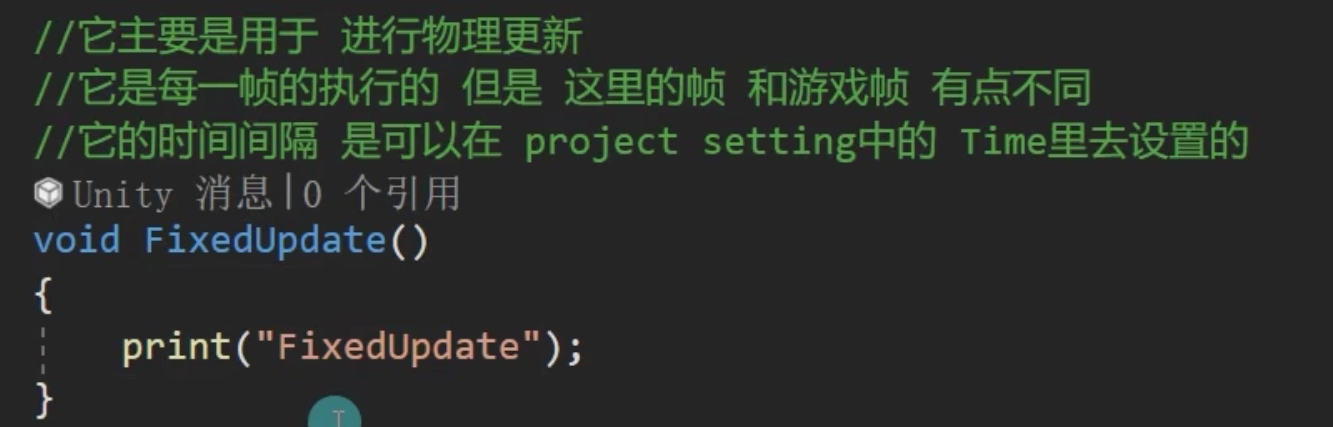 //它主要是用于 进行物理更新
//它是每一帧的执行的 但是 这里的帧 和游戏帧 有点不同
//它的时间间隔 是可以在 project setting中的 Time里去设置的
Unity 消息|0 个引用
void FixedUpdate()
{
print("FixedUpdate");
}